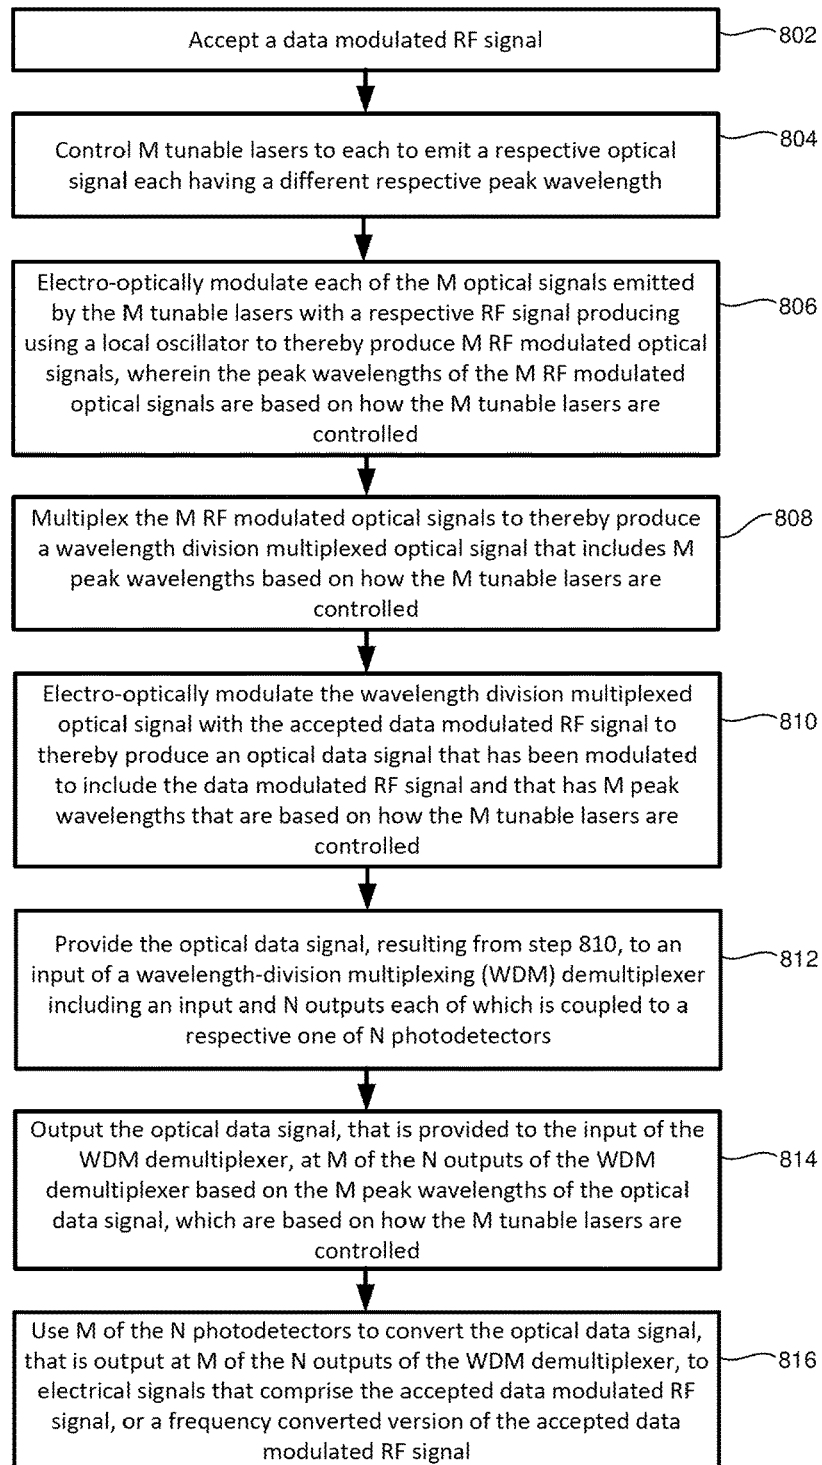 Accept a data modulated RF signal
802
Control M tunable lasers to each to emit a respective optical
signal each having a different respective peak wavelength
804
Electro-optically modulate each of the M optical signals emitted
by the M tunable lasers with a respective RF signal producing
using a local oscillator to thereby produce M RF modulated optical
signals, wherein the peak wavelengths of the M RF modulated
optical signals are based on how the M tunable lasers are
controlled
806
Multiplex the M RF modulated optical signals to thereby produce
a wavelength division multiplexed optical signal that includes M
peak wavelengths based on how the M tunable lasers are
controlled
808
Electro-optically modulate the wavelength division multiplexed
optical signal with the accepted data modulated RF signal to
thereby produce an optical data signal that has been modulated
to include the data modulated RF signal and that has M peak
wavelengths that are based on how the M tunable lasers are
controlled
810
Provide the optical data signal, resulting from step 810, to an
input of a wavelength-division multiplexing (WDM) demultiplexer
including an input and N outputs each of which is coupled to a
respective one of N photodetectors
812
Output the optical data signal, that is provided to the input of the
WDM demultiplexer, at M of the N outputs of the WDM
demultiplexer based on the M peak wavelengths of the optical
data signal, which are based on how the M tunable lasers are
controlled
814
Use M of the N photodetectors to convert the optical data signal,
that is output at M of the N outputs of the WDM demultiplexer, to
electrical signals that comprise the accepted data modulated RF
signal, or a frequency converted version of the accepted data
modulated RF signal
816